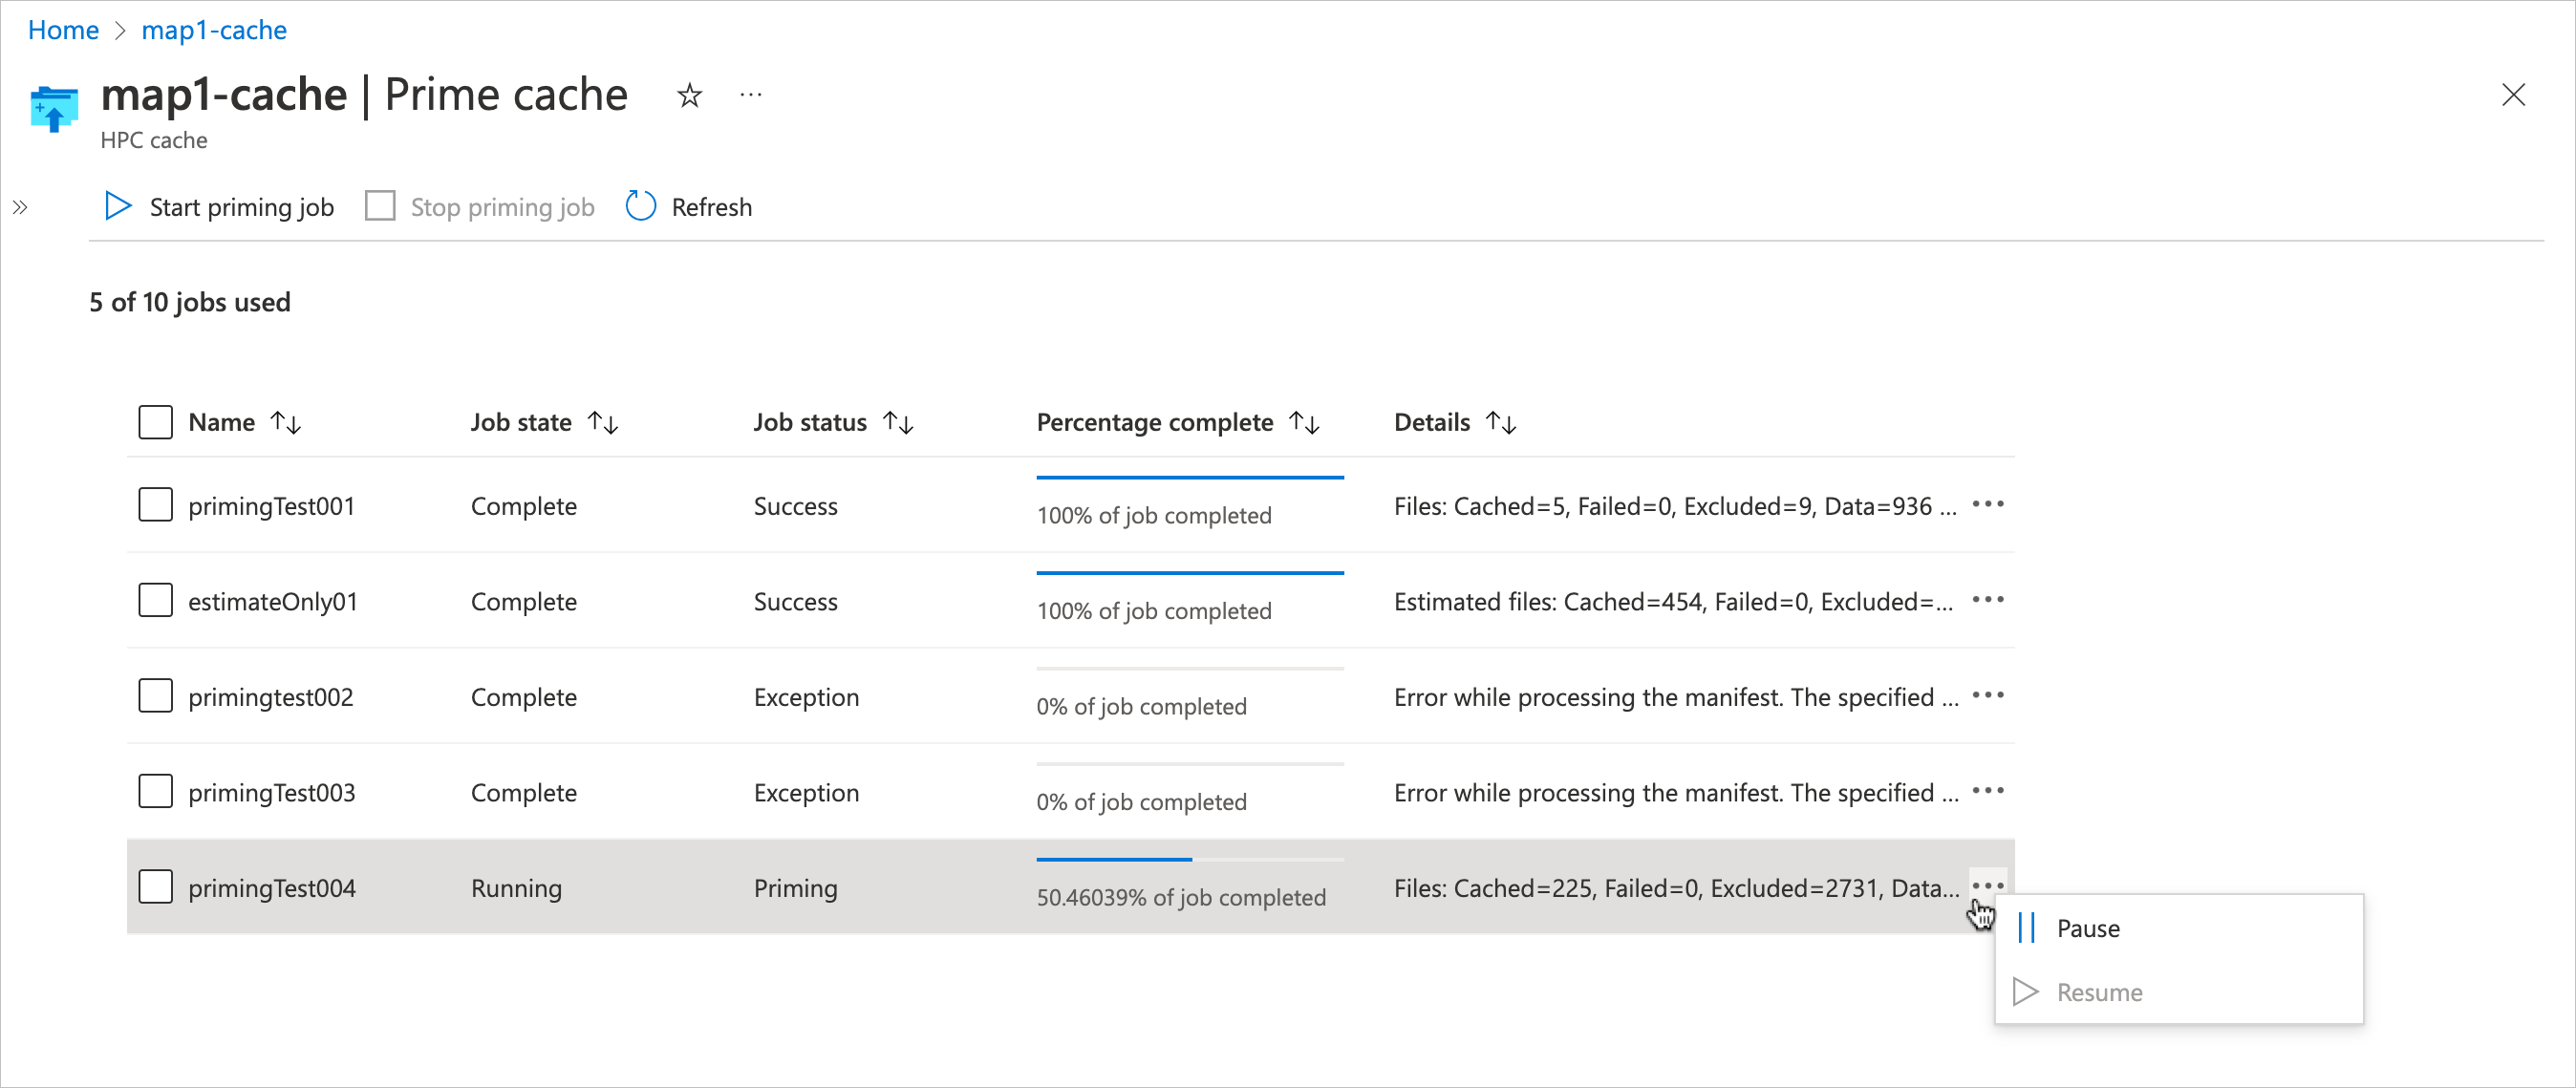 Home > map1-cache
map1-cache | Prime cache ...
HPC cache
Start priming job Stop priming job Refresh
5 of 10 jobs used
Name Job state Job status Percentage complete Details
primingTest001 Complete Success 100% of job completed Files: Cached=5, Failed=0, Excluded=9, Data=936 ...
estimateOnly01 Complete Success 100% of job completed Estimated files: Cached=454, Failed=0, Excluded=...
primingtest002 Complete Exception 0% of job completed Error while processing the manifest. The specified ...
primingTest003 Complete Exception 0% of job completed Error while processing the manifest. The specified ...
primingTest004 Running Priming 50.46039% of job completed Files: Cached=225, Failed=0, Excluded=2731, Data...
Pause
Resume